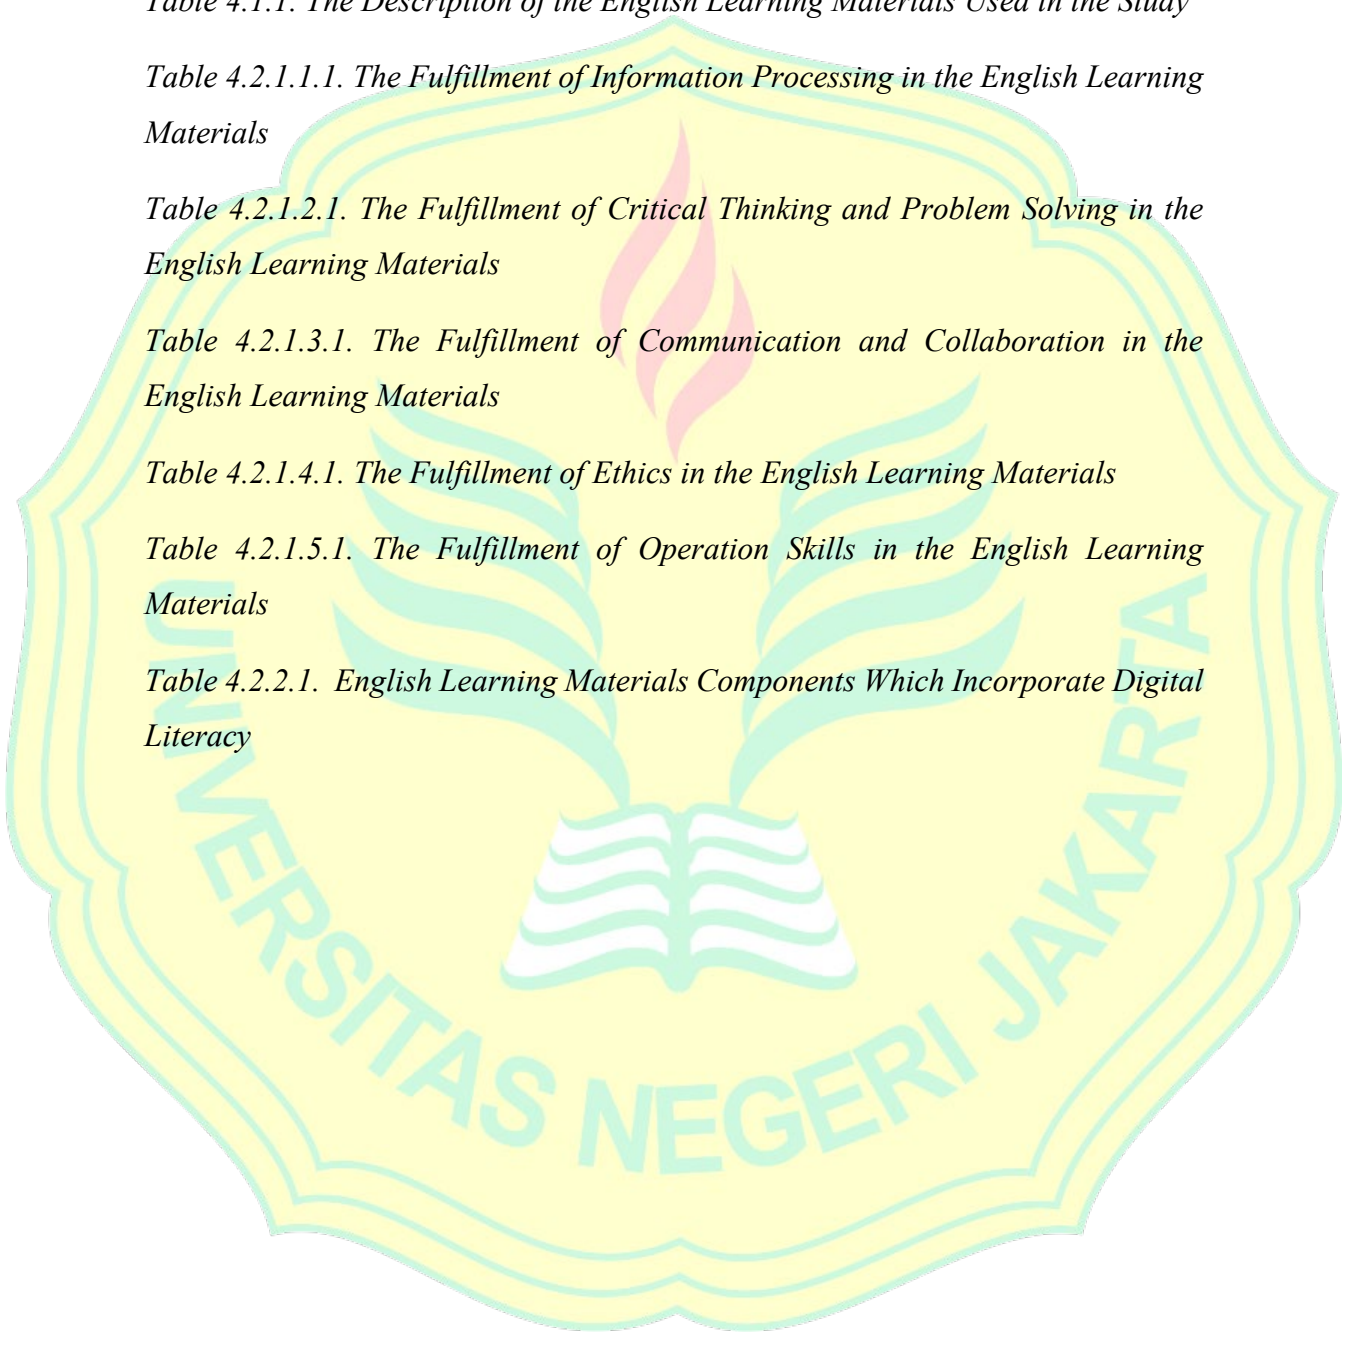 Table 4.1.1. The Description of the English Learning Materials Used in the Study
Table 4.2.1.1.1. The Fulfillment of Information Processing in the English Learning
Materials
Table 4.2.1.2.1. The Fulfillment of Critical Thinking and Problem Solving in the
English Learning Materials
Table 4.2.1.3.1. The Fulfillment of Communication and Collaboration in the
English Learning Materials
Table 4.2.1.4.1. The Fulfillment of Ethics in the English Learning Materials
Table 4.2.1.5.1. The Fulfillment of Operation Skills in the English Learning
Materials
Table 4.2.2.1. English Learning Materials Components Which Incorporate Digital
Literacy
UNIVERSITAS NEGERI JAKARTA